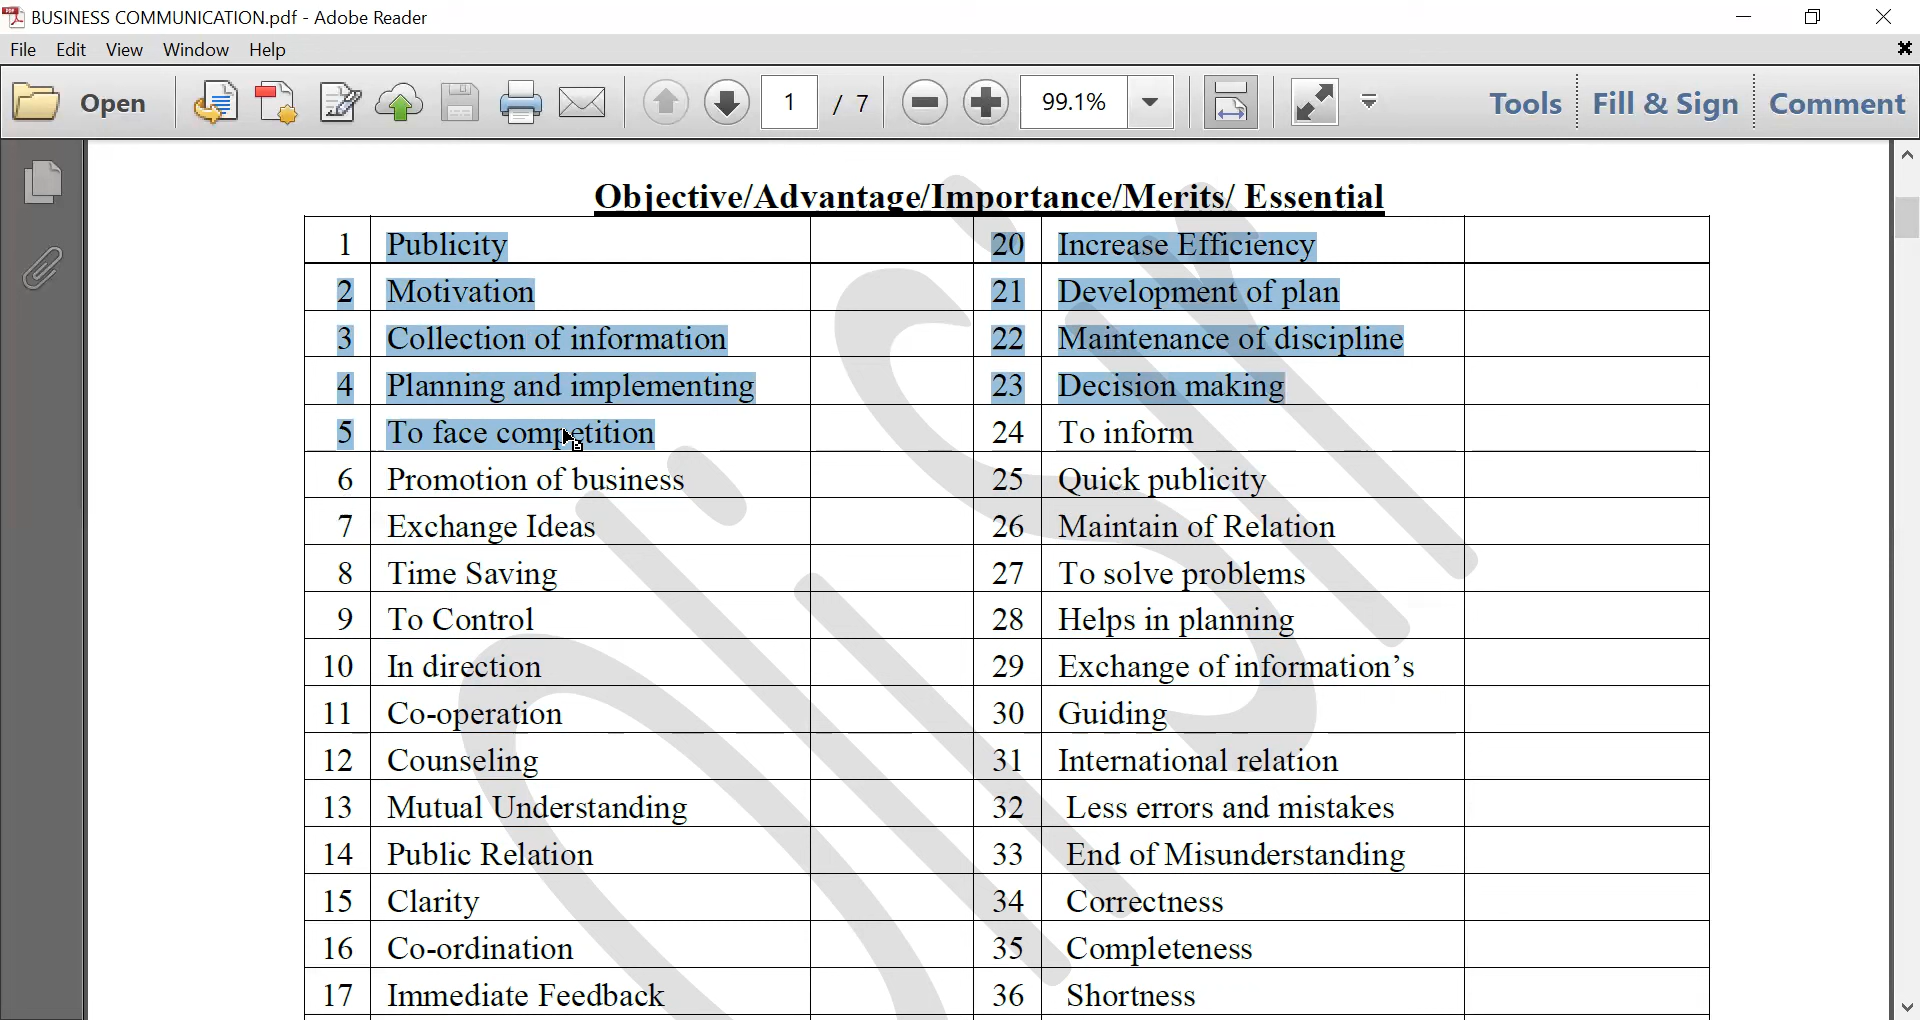 BUSINESS COMMUNICATION.pdf - Adobe Reader
File Edit View Window Help
Open 1 / 7 99.1% Tools Fill & Sign Comment
Objective/Advantage/Importance/Merits/ Essential
1 Publicity 20 Increase Efficiency
2 Motivation 21 Development of plan
3 Collection of information 22 Maintenance of discipline
4 Planning and implementing 23 Decision making
5 To face competition 24 To inform
6 Promotion of business 25 Quick publicity
7 Exchange Ideas 26 Maintain of Relation
8 Time Saving 27 To solve problems
9 To Control 28 Helps in planning
10 In direction 29 Exchange of information’s
11 Co-operation 30 Guiding
12 Counseling 31 International relation
13 Mutual Understanding 32 Less errors and mistakes
14 Public Relation 33 End of Misunderstanding
15 Clarity 34 Correctness
16 Co-ordination 35 Completeness
17 Immediate Feedback 36 Shortness